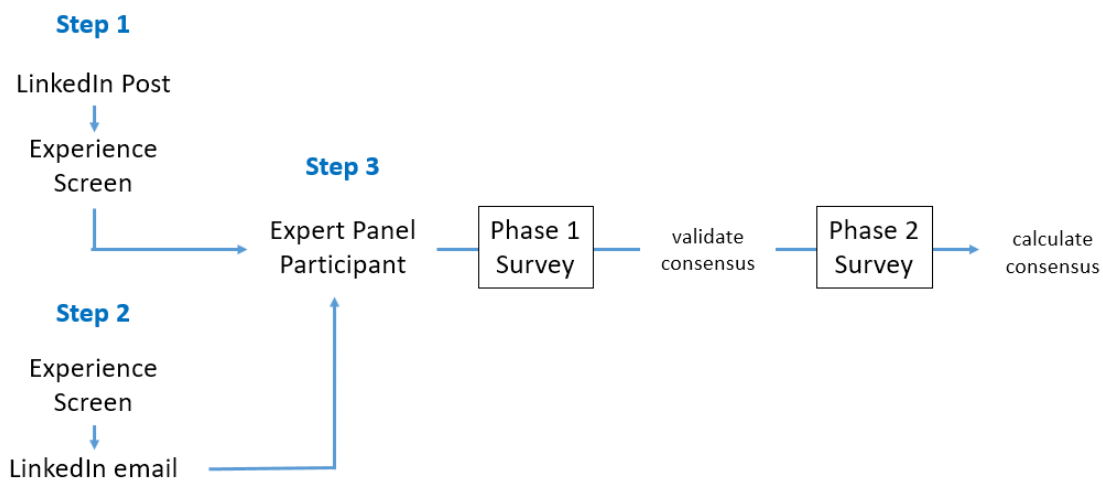 Step 1
LinkedIn Post
Experience
Screen
Step 2
Experience
Screen
LinkedIn email
Step 3
Expert Panel
Participant
Phase 1
Survey
validate
consensus
Phase 2
Survey
calculate
consensus